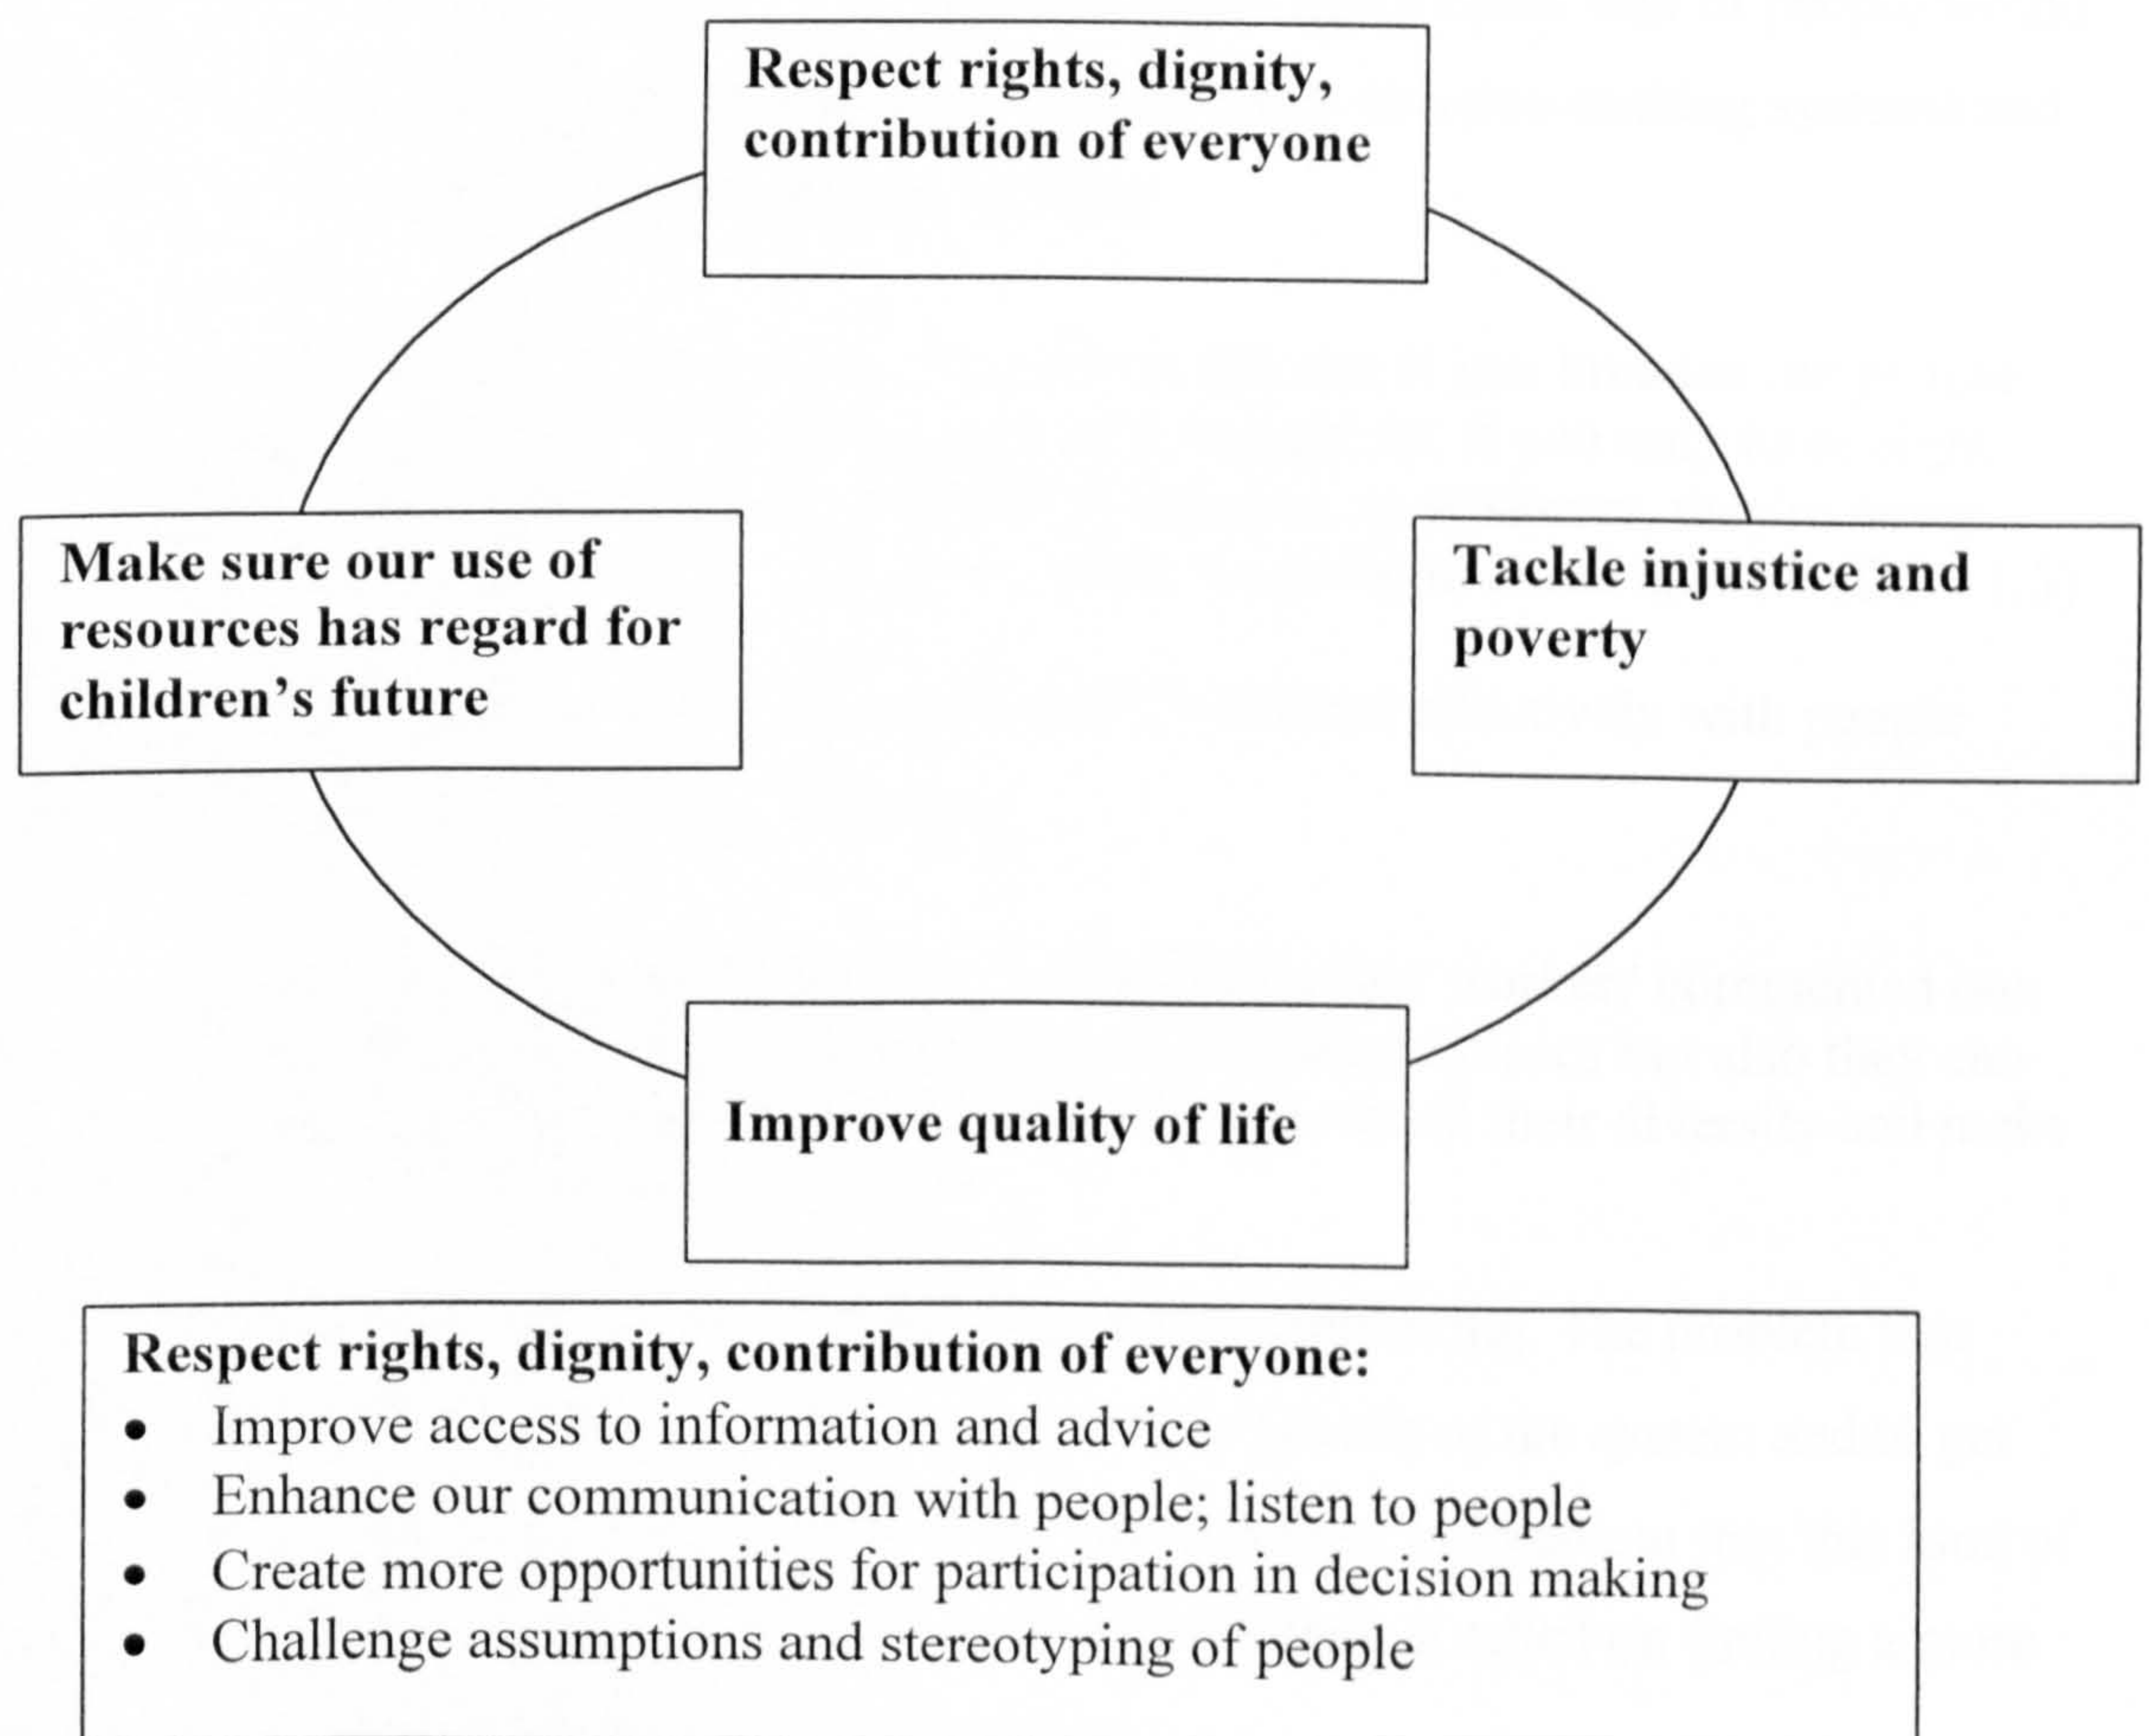 Respect rights, dignity,
contribution of everyone
Make sure our use of
resources has regard for
children’s future
Tackle injustice and
poverty
Improve quality of life
Respect rights, dignity, contribution of everyone:
• Improve access to information and advice
• Enhance our communication with people; listen to people
• Create more opportunities for participation in decision making
• Challenge assumptions and stereotyping of people